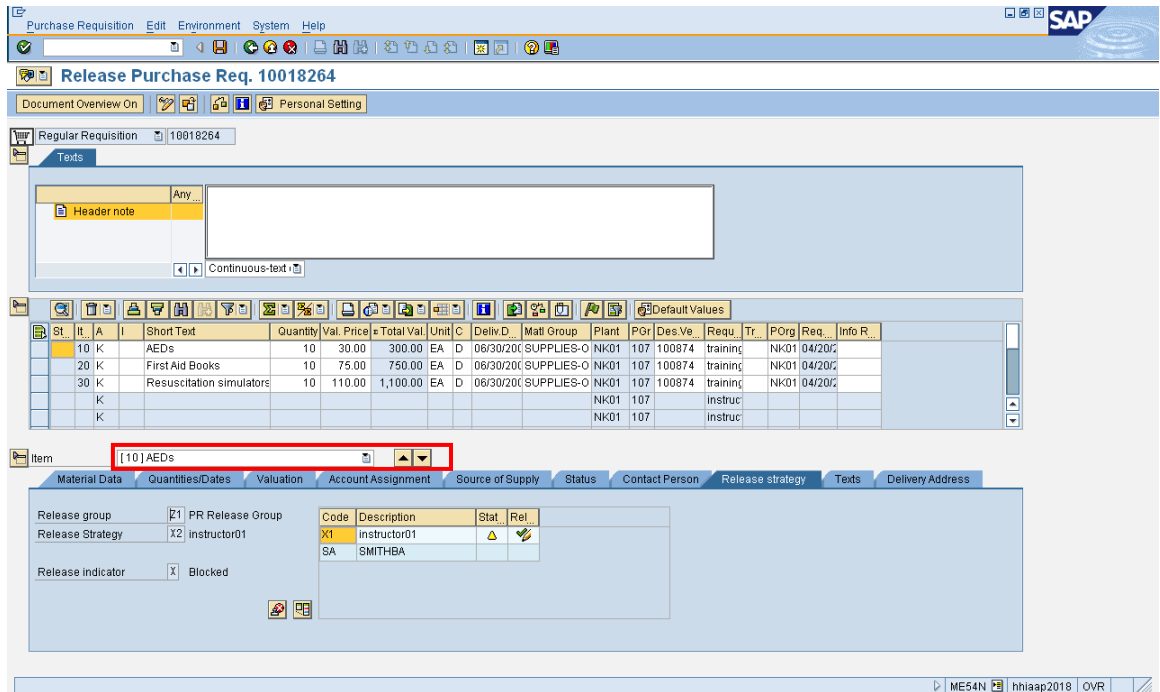 Purchase Requisition Edit Environment System Help
SAP
Release Purchase Req. 10018264
Document Overview On Personal Setting
Regular Requisition 10018264
Texts
Any...
Header note
Continuous-text
Default Values
St... It... A I Short Text Quantity Val. Price Total Val. Unit C Deliv.D... Matl Group Plant PGr Des.Ve... Requ... Tr... POrg Req... Info R...
10 K AEDs 10 30.00 300.00 EA D 06/30/200 SUPPLIES-O NK01 107 100874 training NK01 04/20/2
20 K First Aid Books 10 75.00 750.00 EA D 06/30/200 SUPPLIES-O NK01 107 100874 training NK01 04/20/2
30 K Resuscitation simulators 10 110.00 1,100.00 EA D 06/30/200 SUPPLIES-O NK01 107 100874 training NK01 04/20/2
K NK01 107 instruc
K NK01 107 instruc
Item [ 10 ] AEDs
Material Data Quantities/Dates Valuation Account Assignment Source of Supply Status Contact Person Release strategy Texts Delivery Address
Release group Z1 PR Release Group
Release Strategy X2 instructor01
Release indicator X Blocked
Code Description Stat... Rel...
X1 instructor01
SA SMITHBA
ME54N hhiaap2018 OVR